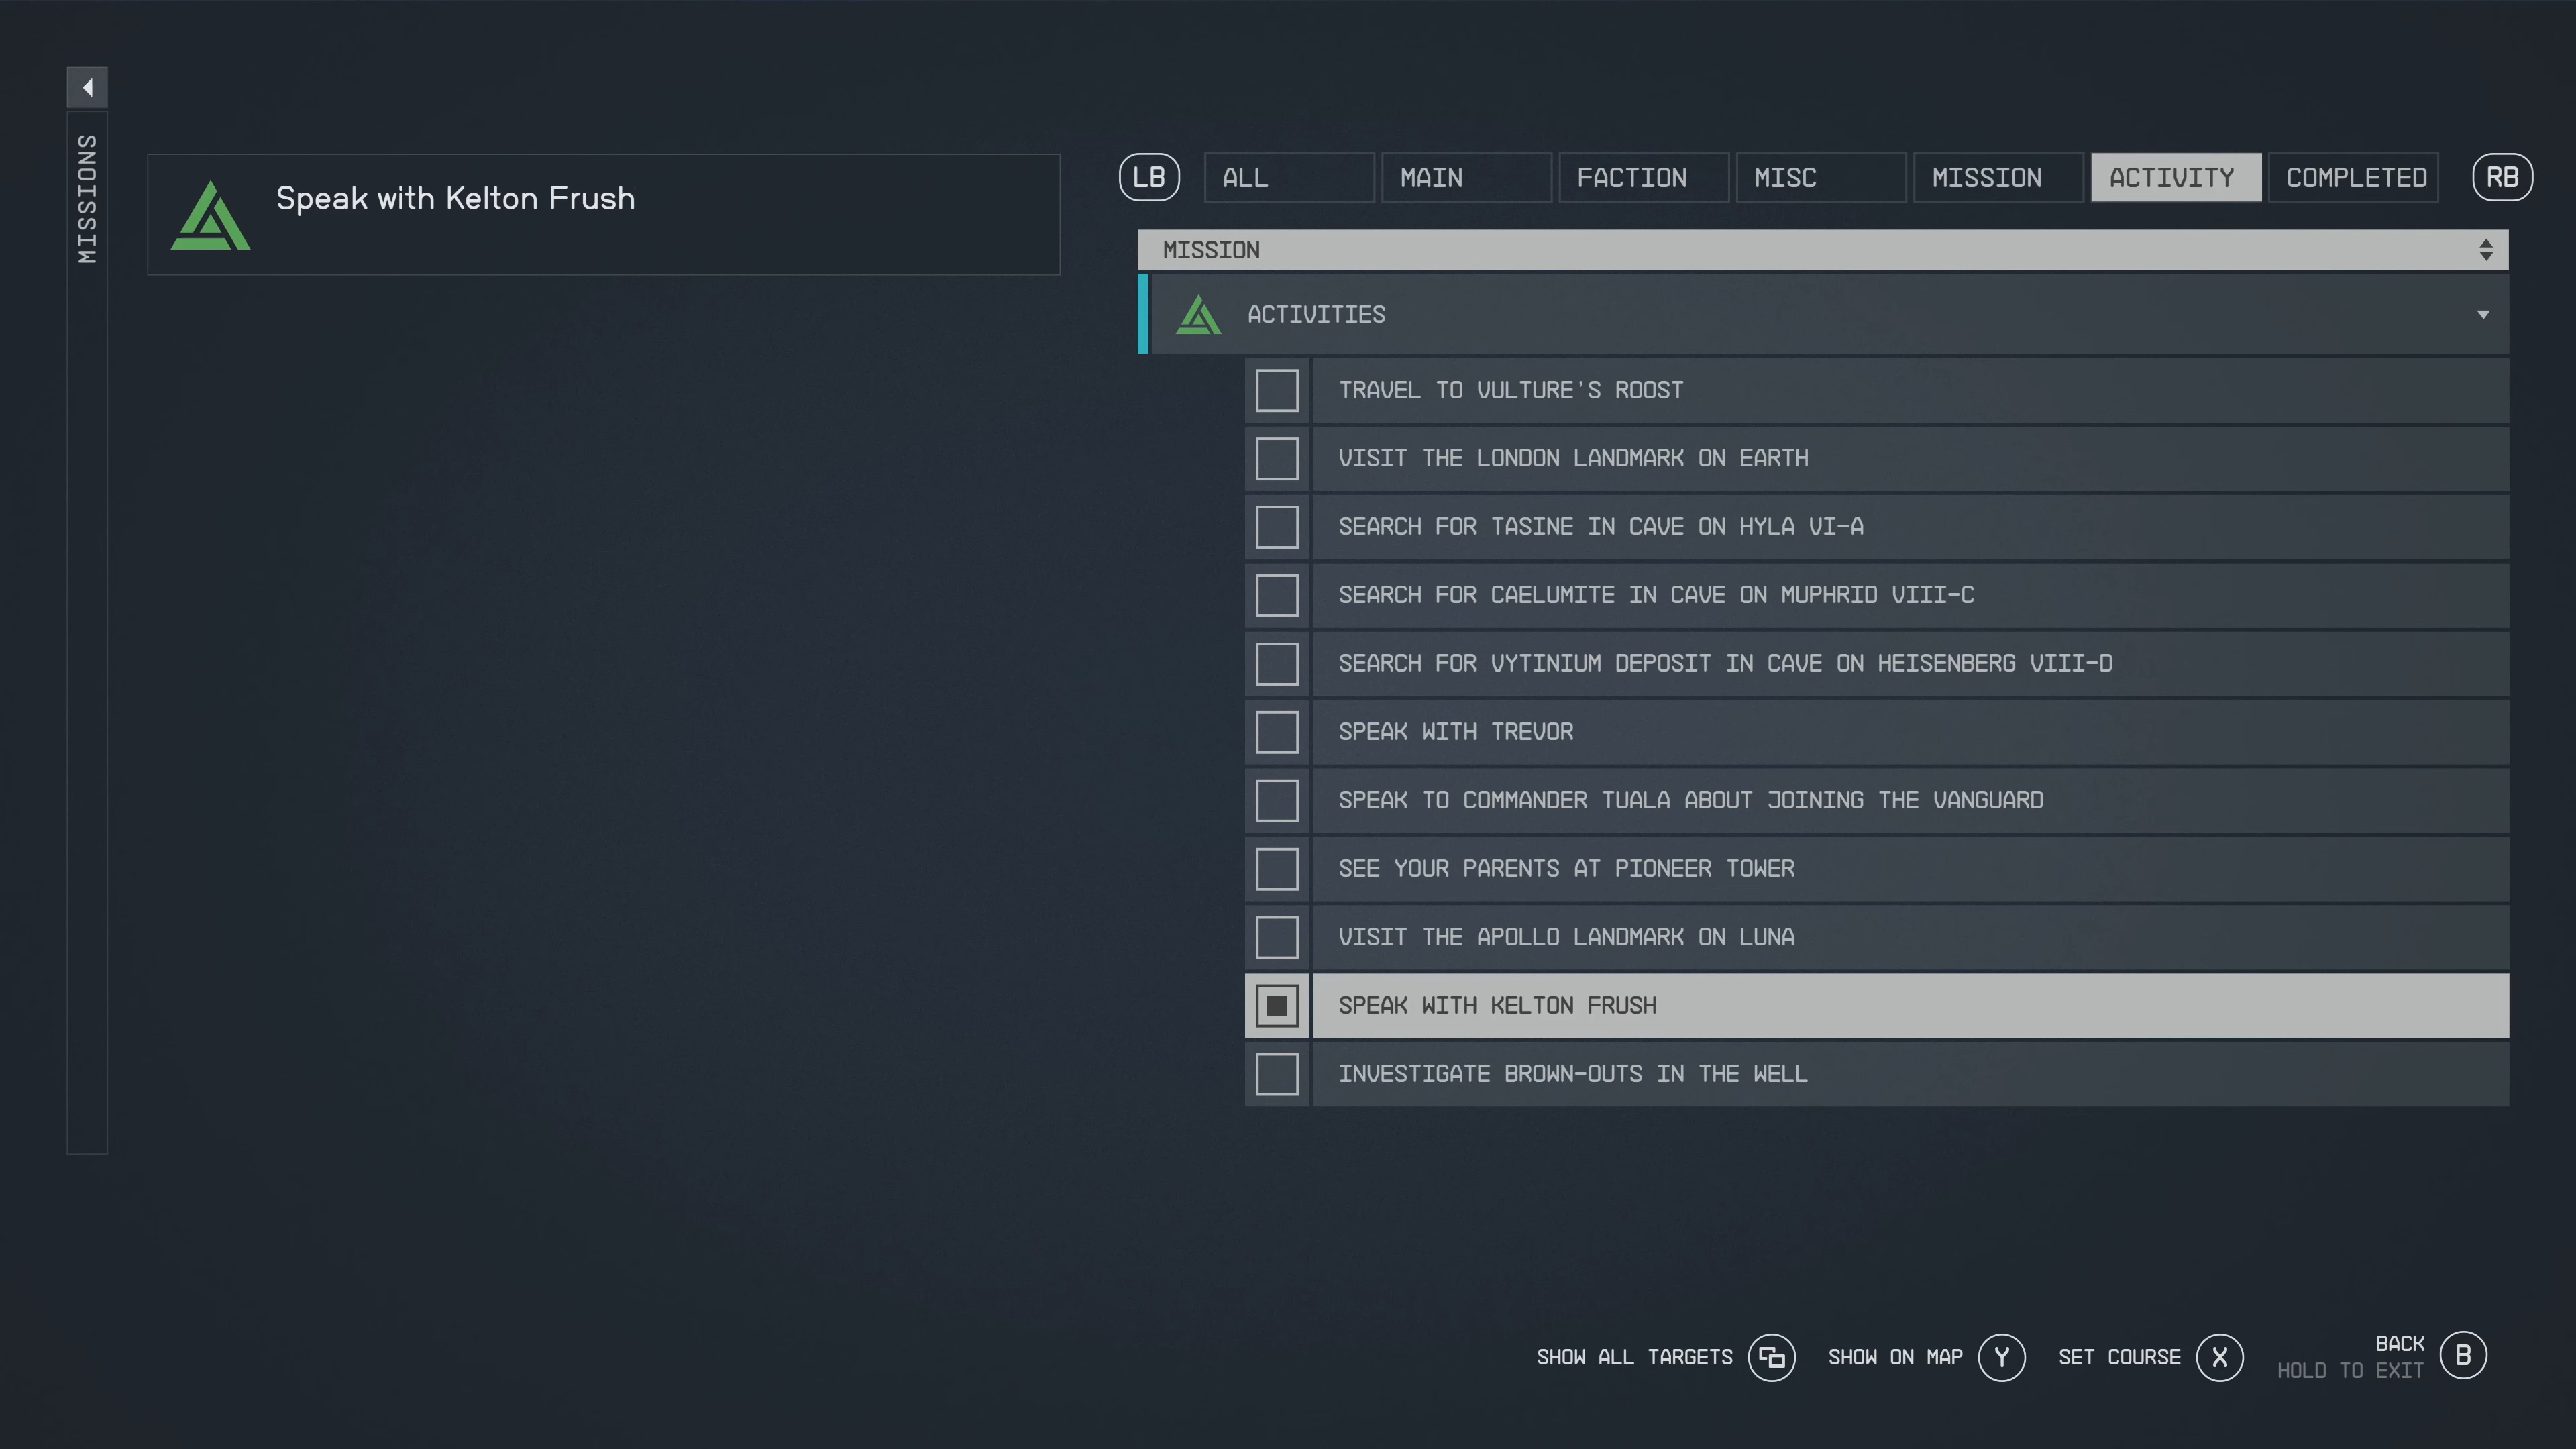 MISSIONS
Speak with Kelton Frush
LB
ALL
MAIN
FACTION
MISC
MISSION
ACTIVITY
COMPLETED
RB
MISSION
ACTIVITIES
TRAVEL TO VULTURE'S ROOST
VISIT THE LONDON LANDMARK ON EARTH
SEARCH FOR TASINE IN CAVE ON HYLA VI-A
SEARCH FOR CAELUMITE IN CAVE ON MUPHRID VIII-C
SEARCH FOR VYTINIUM DEPOSIT IN CAVE ON HEISENBERG VIII-D
SPEAK WITH TREVOR
SPEAK TO COMMANDER TUALA ABOUT JOINING THE VANGUARD
SEE YOUR PARENTS AT PIONEER TOWER
VISIT THE APOLLO LANDMARK ON LUNA
SPEAK WITH KELTON FRUSH
INVESTIGATE BROWN-OUTS IN THE WELL
SHOW ALL TARGETS
SHOW ON MAP Y
SET COURSE X
BACK B
HOLD TO EXIT